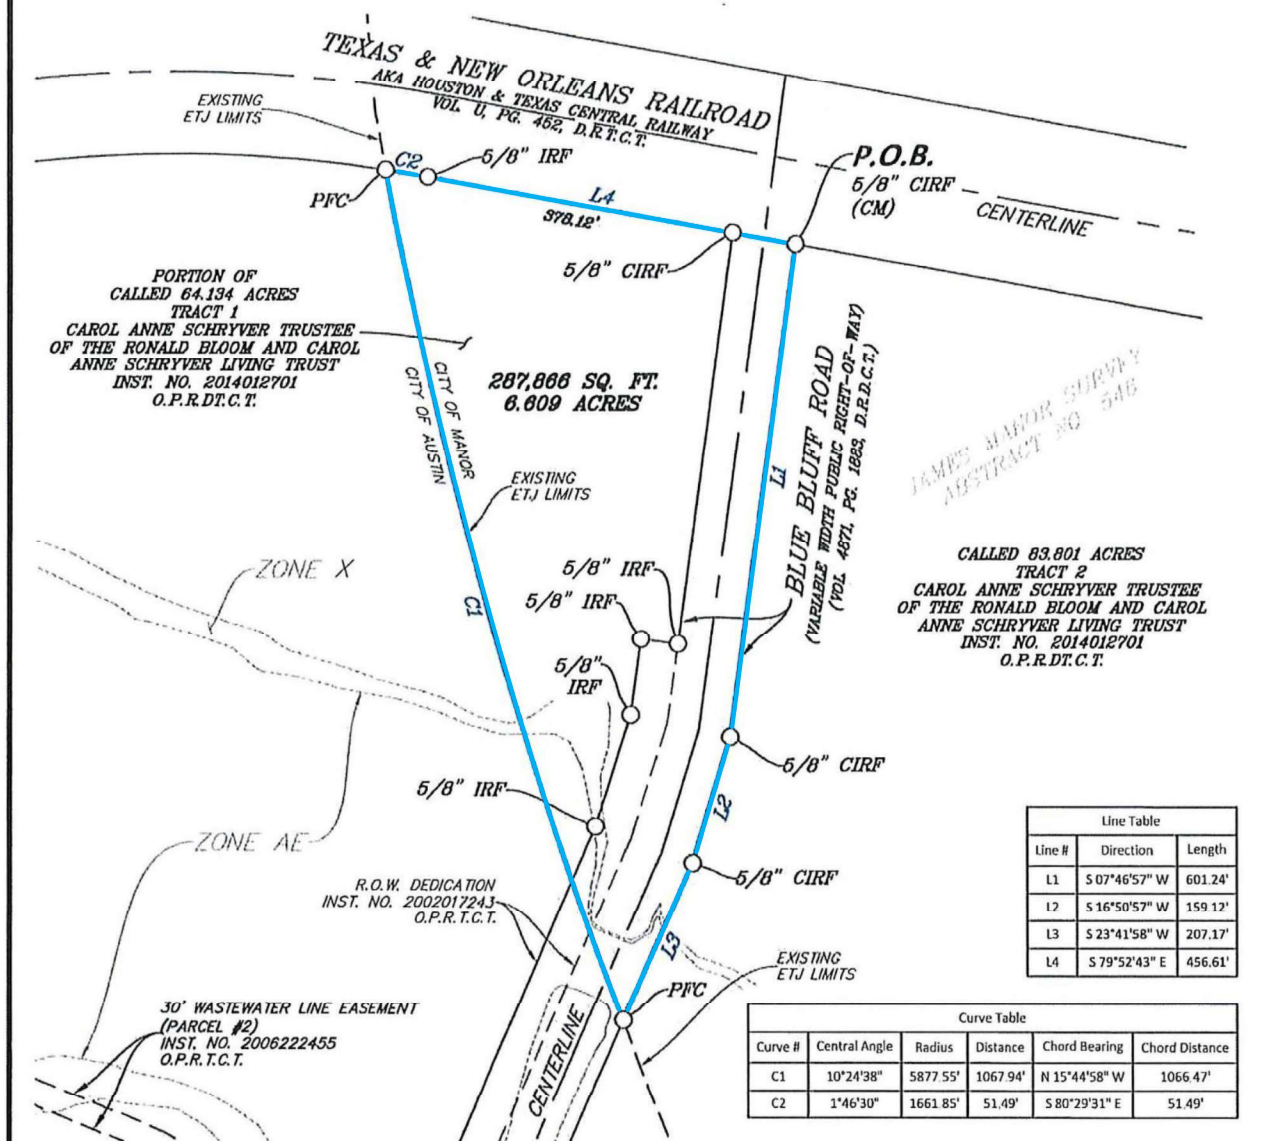 TEXAS & NEW ORLEANS RAILROAD
AKA HOUSTON & TEXAS CENTRAL RAILWAY
VOL. U, PG. 452, D.R.T.C.T.
EXISTING
ETJ LIMITS
C2
5/8" IRF
PFC
L4
378.12'
5/8" CIRF
P.O.B.
5/8" CIRF
(CM)
CENTERLINE
PORTION OF
CALLED 64.134 ACRES
TRACT 1
CAROL ANNE SCHRYVER TRUSTEE
OF THE RONALD BLOOM AND CAROL
ANNE SCHRYVER LIVING TRUST
INST. NO. 2014012701
O.P.R.DT.C.T.
CITY OF MANOR
CITY OF AUSTIN
287,866 SQ. FT.
6.609 ACRES
EXISTING
ETJ LIMITS
L1
BLUE BLUFF ROAD
(VARIABLE WIDTH PUBLIC RIGHT-OF-WAY)
(VOL. 4871, PG. 1883, D.R.D.C.T.)
JAMES MANOR SURVEY
ABSTRACT NO 546
CALLED 83.801 ACRES
TRACT 2
CAROL ANNE SCHRYVER TRUSTEE
OF THE RONALD BLOOM AND CAROL
ANNE SCHRYVER LIVING TRUST
INST. NO. 2014012701
O.P.R.DT.C.T.
ZONE X
C1
5/8" IRF
5/8" IRF
5/8"
IRF
5/8" IRF
5/8" CIRF
L2
5/8" CIRF
ZONE AE
R.O.W. DEDICATION
INST. NO. 2002017243
O.P.R.T.C.T.
L3
EXISTING
ETJ LIMITS
PFC
CENTERLINE
30' WASTEWATER LINE EASEMENT
(PARCEL #2)
INST. NO. 2006222455
O.P.R.T.C.T.
Line Table
Line # Direction Length
L1 S 07°46'57" W 601.24'
L2 S 16°50'57" W 159.12'
L3 S 23°41'58" W 207.17'
L4 S 79°52'43" E 456.61'
Curve Table
Curve # Central Angle Radius Distance Chord Bearing Chord Distance
C1 10°24'38" 5877.55' 1067.94' N 15°44'58" W 1066.47'
C2 1°46'30" 1661.85' 51.49' S 80°29'31" E 51.49'